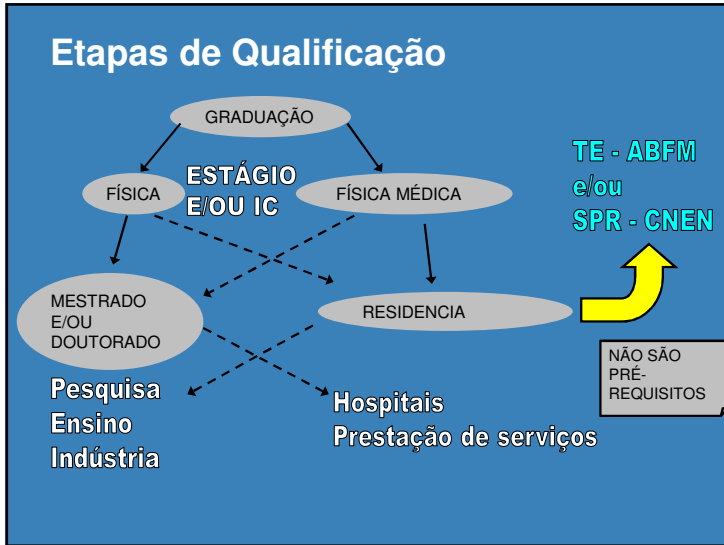 Etapas de Qualificação
GRADUAÇÃO
TE - ABFM
e/ou
SPR - CNEN
FÍSICA
ESTÁGIO
E/OU IC
FÍSICA MÉDICA
MESTRADO
E/OU
DOUTORADO
RESIDENCIA
NÃO SÃO
PRÉ-
REQUISITOS
Pesquisa
Ensino
Indústria
Hospitais
Prestação de serviços